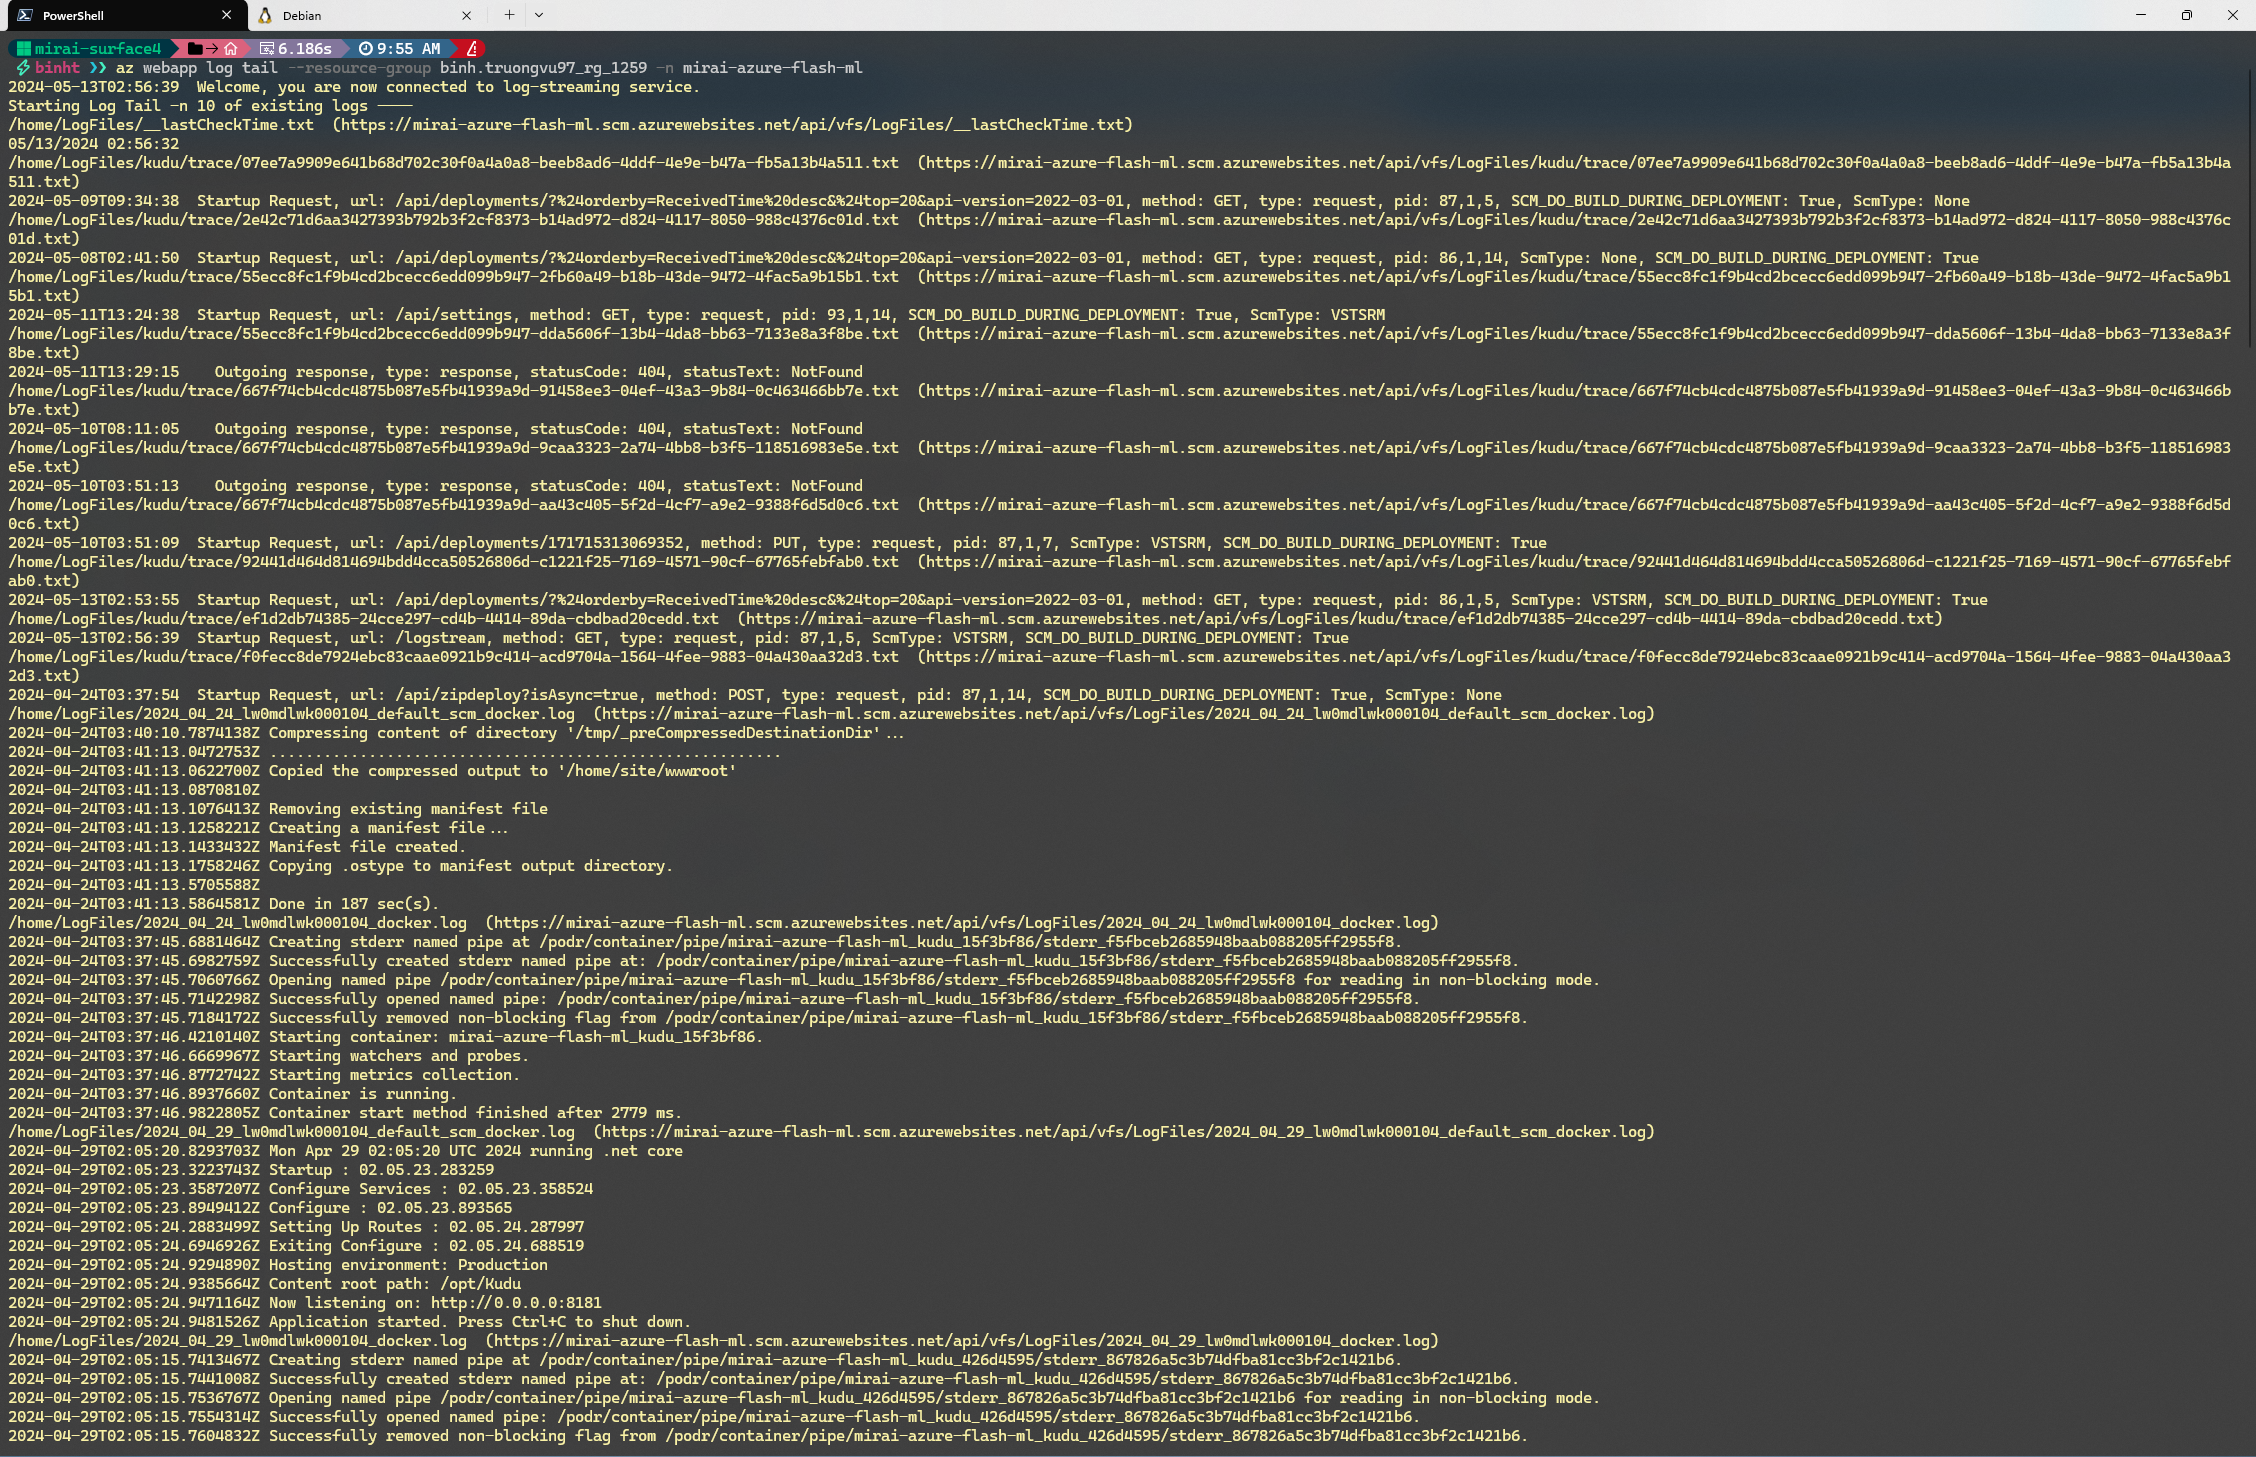 PowerShell
Debian
mirai-surface4 6.186s 9:55 AM
binht ❯❯ az webapp log tail --resource-group binh.truongvu97_rg_1259 -n mirai-azure-flash-ml
2024-05-13T02:56:39  Welcome, you are now connected to log-streaming service.
Starting Log Tail -n 10 of existing logs ----
/home/LogFiles/__lastCheckTime.txt  (https://mirai-azure-flash-ml.scm.azurewebsites.net/api/vfs/LogFiles/__lastCheckTime.txt)
05/13/2024 02:56:32
/home/LogFiles/kudu/trace/07ee7a9909e641b68d702c30f0a4a0a8-beeb8ad6-4ddf-4e9e-b47a-fb5a13b4a511.txt  (https://mirai-azure-flash-ml.scm.azurewebsites.net/api/vfs/LogFiles/kudu/trace/07ee7a9909e641b68d702c30f0a4a0a8-beeb8ad6-4ddf-4e9e-b47a-fb5a13b4a
511.txt)
2024-05-09T09:34:38  Startup Request, url: /api/deployments/?%24orderby=ReceivedTime%20desc&%24top=20&api-version=2022-03-01, method: GET, type: request, pid: 87,1,5, SCM_DO_BUILD_DURING_DEPLOYMENT: True, ScmType: None
/home/LogFiles/kudu/trace/2e42c71d6aa3427393b792b3f2cf8373-b14ad972-d824-4117-8050-988c4376c01d.txt  (https://mirai-azure-flash-ml.scm.azurewebsites.net/api/vfs/LogFiles/kudu/trace/2e42c71d6aa3427393b792b3f2cf8373-b14ad972-d824-4117-8050-988c4376c
01d.txt)
2024-05-08T02:41:50  Startup Request, url: /api/deployments/?%24orderby=ReceivedTime%20desc&%24top=20&api-version=2022-03-01, method: GET, type: request, pid: 86,1,14, ScmType: None, SCM_DO_BUILD_DURING_DEPLOYMENT: True
/home/LogFiles/kudu/trace/55ecc8fc1f9b4cd2bcecc6edd099b947-2fb60a49-b18b-43de-9472-4fac5a9b15b1.txt  (https://mirai-azure-flash-ml.scm.azurewebsites.net/api/vfs/LogFiles/kudu/trace/55ecc8fc1f9b4cd2bcecc6edd099b947-2fb60a49-b18b-43de-9472-4fac5a9b1
5b1.txt)
2024-05-11T13:24:38  Startup Request, url: /api/settings, method: GET, type: request, pid: 93,1,14, SCM_DO_BUILD_DURING_DEPLOYMENT: True, ScmType: VSTSRM
/home/LogFiles/kudu/trace/55ecc8fc1f9b4cd2bcecc6edd099b947-dda5606f-13b4-4da8-bb63-7133e8a3f8be.txt  (https://mirai-azure-flash-ml.scm.azurewebsites.net/api/vfs/LogFiles/kudu/trace/55ecc8fc1f9b4cd2bcecc6edd099b947-dda5606f-13b4-4da8-bb63-7133e8a3f
8be.txt)
2024-05-11T13:29:15    Outgoing response, type: response, statusCode: 404, statusText: NotFound
/home/LogFiles/kudu/trace/667f74cb4cdc4875b087e5fb41939a9d-91458ee3-04ef-43a3-9b84-0c463466bb7e.txt  (https://mirai-azure-flash-ml.scm.azurewebsites.net/api/vfs/LogFiles/kudu/trace/667f74cb4cdc4875b087e5fb41939a9d-91458ee3-04ef-43a3-9b84-0c463466b
b7e.txt)
2024-05-10T08:11:05    Outgoing response, type: response, statusCode: 404, statusText: NotFound
/home/LogFiles/kudu/trace/667f74cb4cdc4875b087e5fb41939a9d-9caa3323-2a74-4bb8-b3f5-118516983e5e.txt  (https://mirai-azure-flash-ml.scm.azurewebsites.net/api/vfs/LogFiles/kudu/trace/667f74cb4cdc4875b087e5fb41939a9d-9caa3323-2a74-4bb8-b3f5-118516983
e5e.txt)
2024-05-10T03:51:13    Outgoing response, type: response, statusCode: 404, statusText: NotFound
/home/LogFiles/kudu/trace/667f74cb4cdc4875b087e5fb41939a9d-aa43c405-5f2d-4cf7-a9e2-9388f6d5d0c6.txt  (https://mirai-azure-flash-ml.scm.azurewebsites.net/api/vfs/LogFiles/kudu/trace/667f74cb4cdc4875b087e5fb41939a9d-aa43c405-5f2d-4cf7-a9e2-9388f6d5d
0c6.txt)
2024-05-10T03:51:09  Startup Request, url: /api/deployments/171715313069352, method: PUT, type: request, pid: 87,1,7, ScmType: VSTSRM, SCM_DO_BUILD_DURING_DEPLOYMENT: True
/home/LogFiles/kudu/trace/92441d464d814694bdd4cca50526806d-c1221f25-7169-4571-90cf-67765febfab0.txt  (https://mirai-azure-flash-ml.scm.azurewebsites.net/api/vfs/LogFiles/kudu/trace/92441d464d814694bdd4cca50526806d-c1221f25-7169-4571-90cf-67765febf
ab0.txt)
2024-05-13T02:53:55  Startup Request, url: /api/deployments/?%24orderby=ReceivedTime%20desc&%24top=20&api-version=2022-03-01, method: GET, type: request, pid: 86,1,5, ScmType: VSTSRM, SCM_DO_BUILD_DURING_DEPLOYMENT: True
/home/LogFiles/kudu/trace/ef1d2db74385-24cce297-cd4b-4414-89da-cbdbad20cedd.txt  (https://mirai-azure-flash-ml.scm.azurewebsites.net/api/vfs/LogFiles/kudu/trace/ef1d2db74385-24cce297-cd4b-4414-89da-cbdbad20cedd.txt)
2024-05-13T02:56:39  Startup Request, url: /logstream, method: GET, type: request, pid: 87,1,5, ScmType: VSTSRM, SCM_DO_BUILD_DURING_DEPLOYMENT: True
/home/LogFiles/kudu/trace/f0fecc8de7924ebc83caae0921b9c414-acd9704a-1564-4fee-9883-04a430aa32d3.txt  (https://mirai-azure-flash-ml.scm.azurewebsites.net/api/vfs/LogFiles/kudu/trace/f0fecc8de7924ebc83caae0921b9c414-acd9704a-1564-4fee-9883-04a430aa3
2d3.txt)
2024-04-24T03:37:54  Startup Request, url: /api/zipdeploy?isAsync=true, method: POST, type: request, pid: 87,1,14, SCM_DO_BUILD_DURING_DEPLOYMENT: True, ScmType: None
/home/LogFiles/2024_04_24_lw0mdlwk000104_default_scm_docker.log  (https://mirai-azure-flash-ml.scm.azurewebsites.net/api/vfs/LogFiles/2024_04_24_lw0mdlwk000104_default_scm_docker.log)
2024-04-24T03:40:10.7874138Z Compressing content of directory '/tmp/_preCompressedDestinationDir'...
2024-04-24T03:41:13.0472753Z .........................................................
2024-04-24T03:41:13.0622700Z Copied the compressed output to '/home/site/wwwroot'
2024-04-24T03:41:13.0870810Z
2024-04-24T03:41:13.1076413Z Removing existing manifest file
2024-04-24T03:41:13.1258221Z Creating a manifest file...
2024-04-24T03:41:13.1433432Z Manifest file created.
2024-04-24T03:41:13.1758246Z Copying .ostype to manifest output directory.
2024-04-24T03:41:13.5705588Z
2024-04-24T03:41:13.5864581Z Done in 187 sec(s).
/home/LogFiles/2024_04_24_lw0mdlwk000104_docker.log  (https://mirai-azure-flash-ml.scm.azurewebsites.net/api/vfs/LogFiles/2024_04_24_lw0mdlwk000104_docker.log)
2024-04-24T03:37:45.6881464Z Creating stderr named pipe at /podr/container/pipe/mirai-azure-flash-ml_kudu_15f3bf86/stderr_f5fbceb2685948baab088205ff2955f8.
2024-04-24T03:37:45.6982759Z Successfully created stderr named pipe at: /podr/container/pipe/mirai-azure-flash-ml_kudu_15f3bf86/stderr_f5fbceb2685948baab088205ff2955f8.
2024-04-24T03:37:45.7060766Z Opening named pipe /podr/container/pipe/mirai-azure-flash-ml_kudu_15f3bf86/stderr_f5fbceb2685948baab088205ff2955f8 for reading in non-blocking mode.
2024-04-24T03:37:45.7142298Z Successfully opened named pipe: /podr/container/pipe/mirai-azure-flash-ml_kudu_15f3bf86/stderr_f5fbceb2685948baab088205ff2955f8.
2024-04-24T03:37:45.7184172Z Successfully removed non-blocking flag from /podr/container/pipe/mirai-azure-flash-ml_kudu_15f3bf86/stderr_f5fbceb2685948baab088205ff2955f8.
2024-04-24T03:37:46.4210140Z Starting container: mirai-azure-flash-ml_kudu_15f3bf86.
2024-04-24T03:37:46.6669967Z Starting watchers and probes.
2024-04-24T03:37:46.8772742Z Starting metrics collection.
2024-04-24T03:37:46.8937660Z Container is running.
2024-04-24T03:37:46.9822805Z Container start method finished after 2779 ms.
/home/LogFiles/2024_04_29_lw0mdlwk000104_default_scm_docker.log  (https://mirai-azure-flash-ml.scm.azurewebsites.net/api/vfs/LogFiles/2024_04_29_lw0mdlwk000104_default_scm_docker.log)
2024-04-29T02:05:20.8293703Z Mon Apr 29 02:05:20 UTC 2024 running .net core
2024-04-29T02:05:23.3223743Z Startup : 02.05.23.283259
2024-04-29T02:05:23.3587207Z Configure Services : 02.05.23.358524
2024-04-29T02:05:23.8949412Z Configure : 02.05.23.893565
2024-04-29T02:05:24.2883499Z Setting Up Routes : 02.05.24.287997
2024-04-29T02:05:24.6946926Z Exiting Configure : 02.05.24.688519
2024-04-29T02:05:24.9294890Z Hosting environment: Production
2024-04-29T02:05:24.9385664Z Content root path: /opt/Kudu
2024-04-29T02:05:24.9471164Z Now listening on: http://0.0.0.0:8181
2024-04-29T02:05:24.9481526Z Application started. Press Ctrl+C to shut down.
/home/LogFiles/2024_04_29_lw0mdlwk000104_docker.log  (https://mirai-azure-flash-ml.scm.azurewebsites.net/api/vfs/LogFiles/2024_04_29_lw0mdlwk000104_docker.log)
2024-04-29T02:05:15.7413467Z Creating stderr named pipe at /podr/container/pipe/mirai-azure-flash-ml_kudu_426d4595/stderr_867826a5c3b74dfba81cc3bf2c1421b6.
2024-04-29T02:05:15.7441008Z Successfully created stderr named pipe at: /podr/container/pipe/mirai-azure-flash-ml_kudu_426d4595/stderr_867826a5c3b74dfba81cc3bf2c1421b6.
2024-04-29T02:05:15.7536767Z Opening named pipe /podr/container/pipe/mirai-azure-flash-ml_kudu_426d4595/stderr_867826a5c3b74dfba81cc3bf2c1421b6 for reading in non-blocking mode.
2024-04-29T02:05:15.7554314Z Successfully opened named pipe: /podr/container/pipe/mirai-azure-flash-ml_kudu_426d4595/stderr_867826a5c3b74dfba81cc3bf2c1421b6.
2024-04-29T02:05:15.7604832Z Successfully removed non-blocking flag from /podr/container/pipe/mirai-azure-flash-ml_kudu_426d4595/stderr_867826a5c3b74dfba81cc3bf2c1421b6.